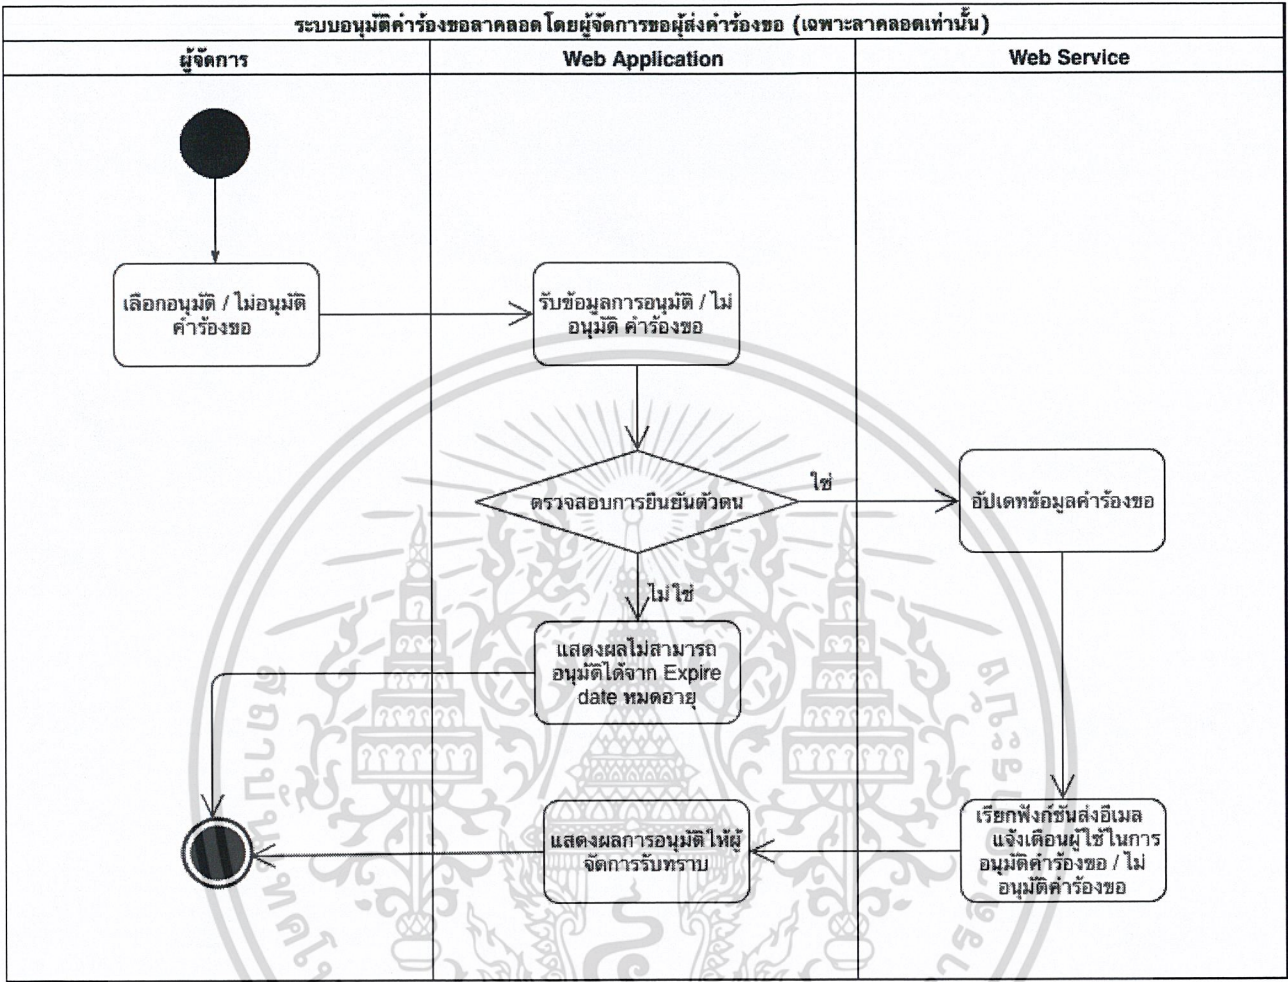 ระบบอนุมัติคำร้องขอลาคลอดโดยผู้จัดการขอผู้ส่งคำร้องขอ (เฉพาะลาคลอดเท่านั้น)
ผู้จัดการ
Web Application
Web Service
เลือกอนุมัติ / ไม่อนุมัติ
คำร้องขอ
รับข้อมูลการอนุมัติ / ไม่
อนุมัติ คำร้องขอ
ตรวจสอบการยืนยันตัวตน
ใช่
อัปเดทข้อมูลคำร้องขอ
ไม่ใช่
แสดงผลไม่สามารถ
อนุมัติได้จาก Expire
date หมดอายุ
เรียกฟังก์ชันส่งอีเมล
แจ้งเตือนผู้ใช้ในการ
อนุมัติคำร้องขอ / ไม่
อนุมัติคำร้องขอ
แสดงผลการอนุมัติให้ผู้
จัดการรับทราบ